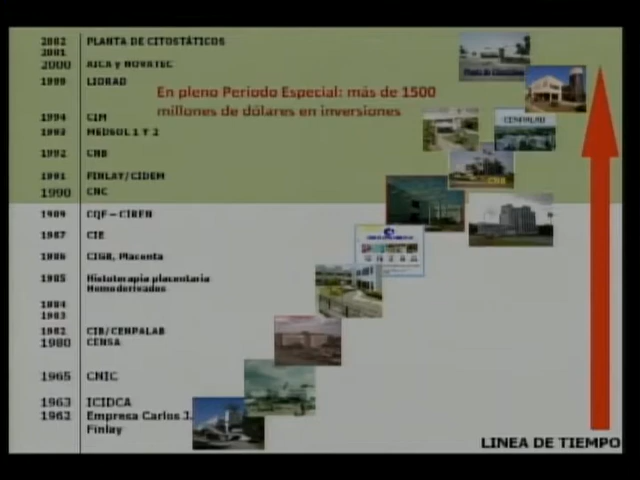 2002 PLANTA DE CITOSTÁTICOS
2001
2000 AICA y NOVATEC
1999 LIORAD
En pleno Periodo Especial: más de 1500
millones de dólares en inversiones
1994 CIM
1993 MEDSOL 1 Y 2
1992 CNB
1991 FINLAY/CIDEM
1990 CNC
1989 CQF – CIREN
1987 CIE
1986 CIGB, Placenta
1985 Histoterapia placentaria
Hemoderivados
1984
1983
1982 CIB/CENPALAB
1980 CENSA
1965 CNIC
1963 ICIDCA
1962 Empresa Carlos J.
Finlay
CENPALAB
LINEA DE TIEMPO